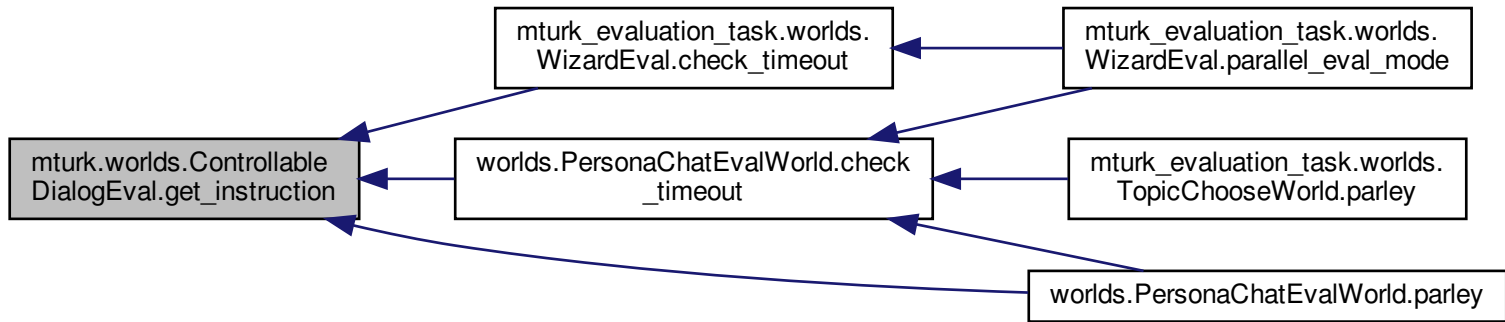 mturk_evaluation_task.worlds.
WizardEval.check_timeout
mturk_evaluation_task.worlds.
WizardEval.parallel_eval_mode
mturk.worlds.Controllable
DialogEval.get_instruction
worlds.PersonaChatEvalWorld.check
_timeout
mturk_evaluation_task.worlds.
TopicChooseWorld.parley
worlds.PersonaChatEvalWorld.parley